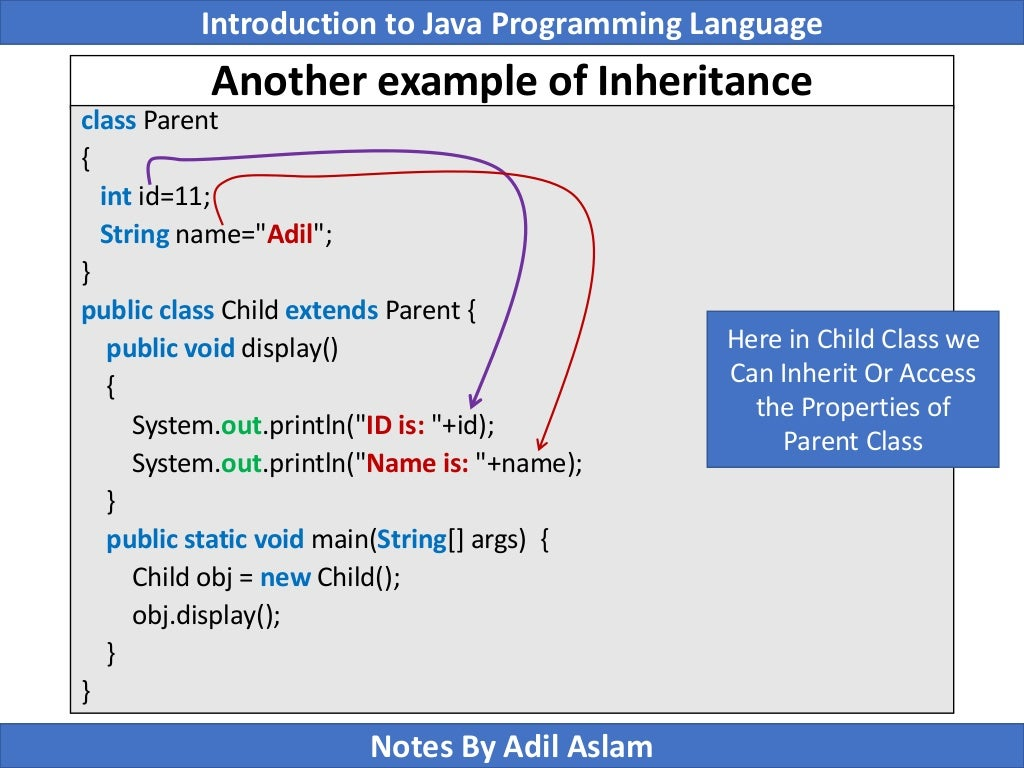 Introduction to Java Programming Language
Another example of Inheritance
class Parent
{
int id=11;
String name="Adil";
}
public class Child extends Parent {
public void display()
{
System.out.println("ID is: "+id);
System.out.println("Name is: "+name);
}
public static void main(String[] args) {
Child obj = new Child();
obj.display();
}
}
Here in Child Class we
Can Inherit Or Access
the Properties of
Parent Class
Notes By Adil Aslam